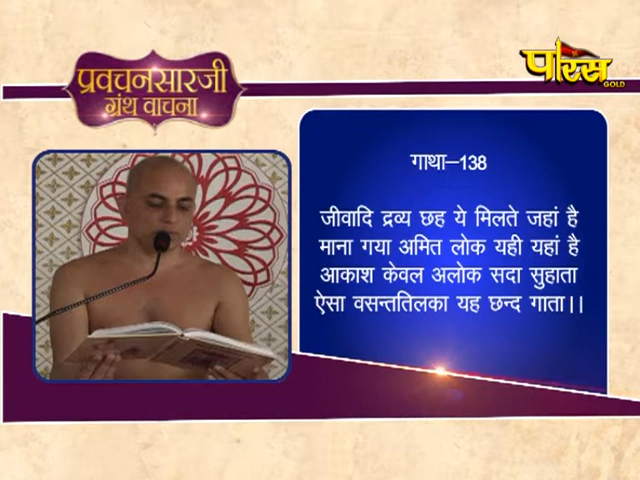 प्रवचनसारजी
ग्रंथ वाचना
पारस
GOLD
गाथा–138
जीवादि द्रव्य छह ये मिलते जहां है
माना गया अमित लोक यही यहां है
आकाश केवल अलोक सदा सुहाता
ऐसा वसन्ततिलका यह छन्द गाता।।